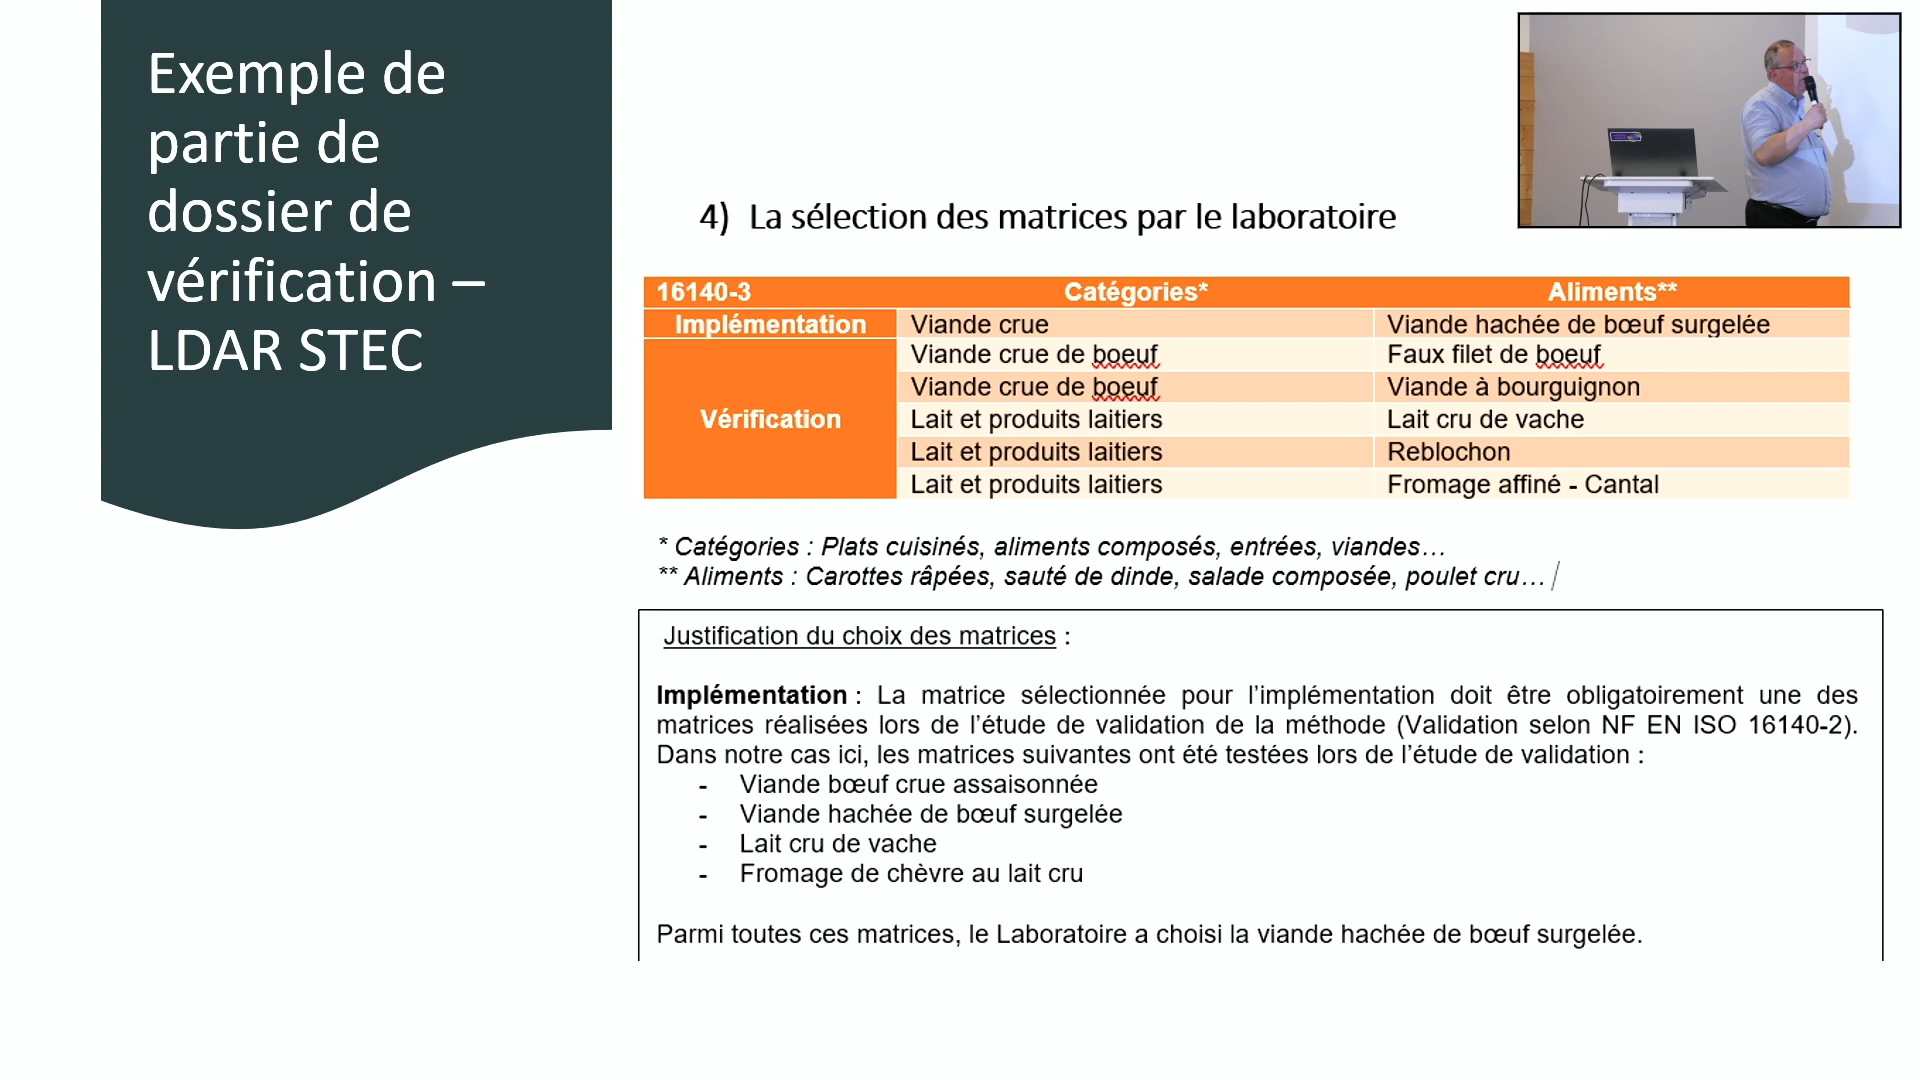 Exemple de
partie de
dossier de
vérification –
LDAR STEC
4) La sélection des matrices par le laboratoire
16140-3 Catégories* Aliments**
Implémentation Viande crue Viande hachée de bœuf surgelée
Viande crue de boeuf Faux filet de boeuf
Viande crue de boeuf Viande à bourguignon
Vérification Lait et produits laitiers Lait cru de vache
Lait et produits laitiers Reblochon
Lait et produits laitiers Fromage affiné - Cantal
* Catégories : Plats cuisinés, aliments composés, entrées, viandes…
** Aliments : Carottes râpées, sauté de dinde, salade composée, poulet cru…
Justification du choix des matrices :
Implémentation : La matrice sélectionnée pour l’implémentation doit être obligatoirement une des
matrices réalisées lors de l’étude de validation de la méthode (Validation selon NF EN ISO 16140-2).
Dans notre cas ici, les matrices suivantes ont été testées lors de l’étude de validation :
- Viande bœuf crue assaisonnée
- Viande hachée de bœuf surgelée
- Lait cru de vache
- Fromage de chèvre au lait cru
Parmi toutes ces matrices, le Laboratoire a choisi la viande hachée de bœuf surgelée.